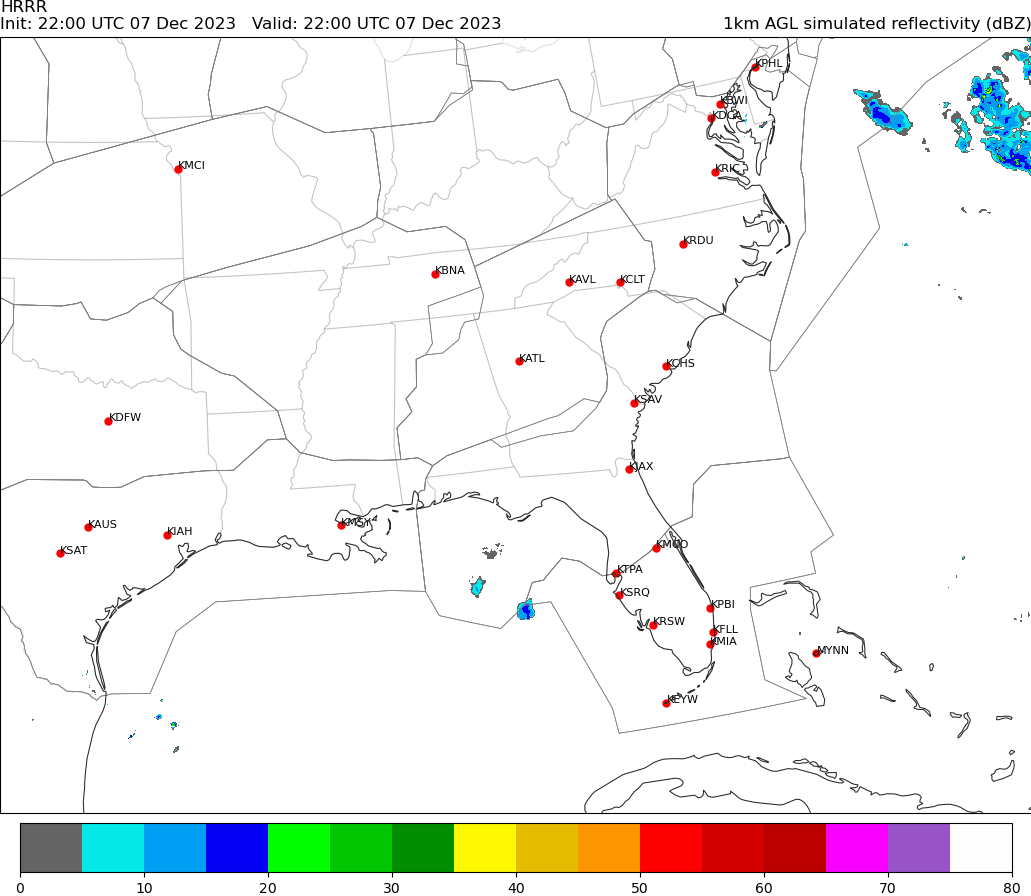 HRRR
Init: 22:00 UTC 07 Dec 2023   Valid: 22:00 UTC 07 Dec 2023   1km AGL simulated reflectivity (dBZ)
KPHL
KBWI
KDCA
KMCI
KRIC
KRDU
KBNA
KAVL
KCLT
KATL
KCHS
KSAV
KDFW
KJAX
KAUS
KMSY
KIAH
KSAT
KMCO
KTPA
KSRQ
KPBI
KRSW
KFLL
KMIA
MYNN
KEYW
0 10 20 30 40 50 60 70 80